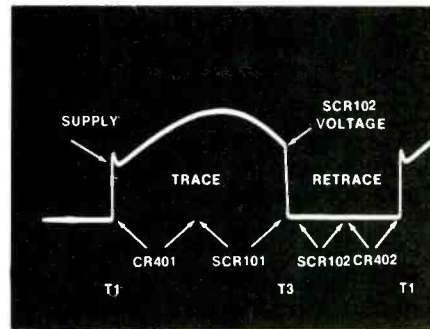 SCR102
VOLTAGE
SUPPLY
TRACE
RETRACE
CR401
SCR101
SCR102 CR402
T1
T3
T1